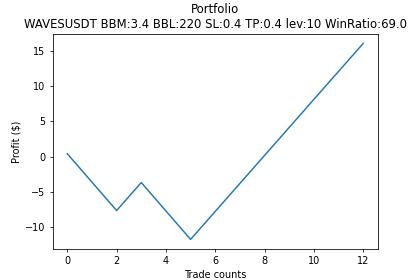 Portfolio
WAVESUSDT BBM:3.4 BBL:220 SL:0.4 TP:0.4 lev:10 WinRatio:69.0
15
10
5
0
−5
−10
Profit ($)
0 2 4 6 8 10 12
Trade counts